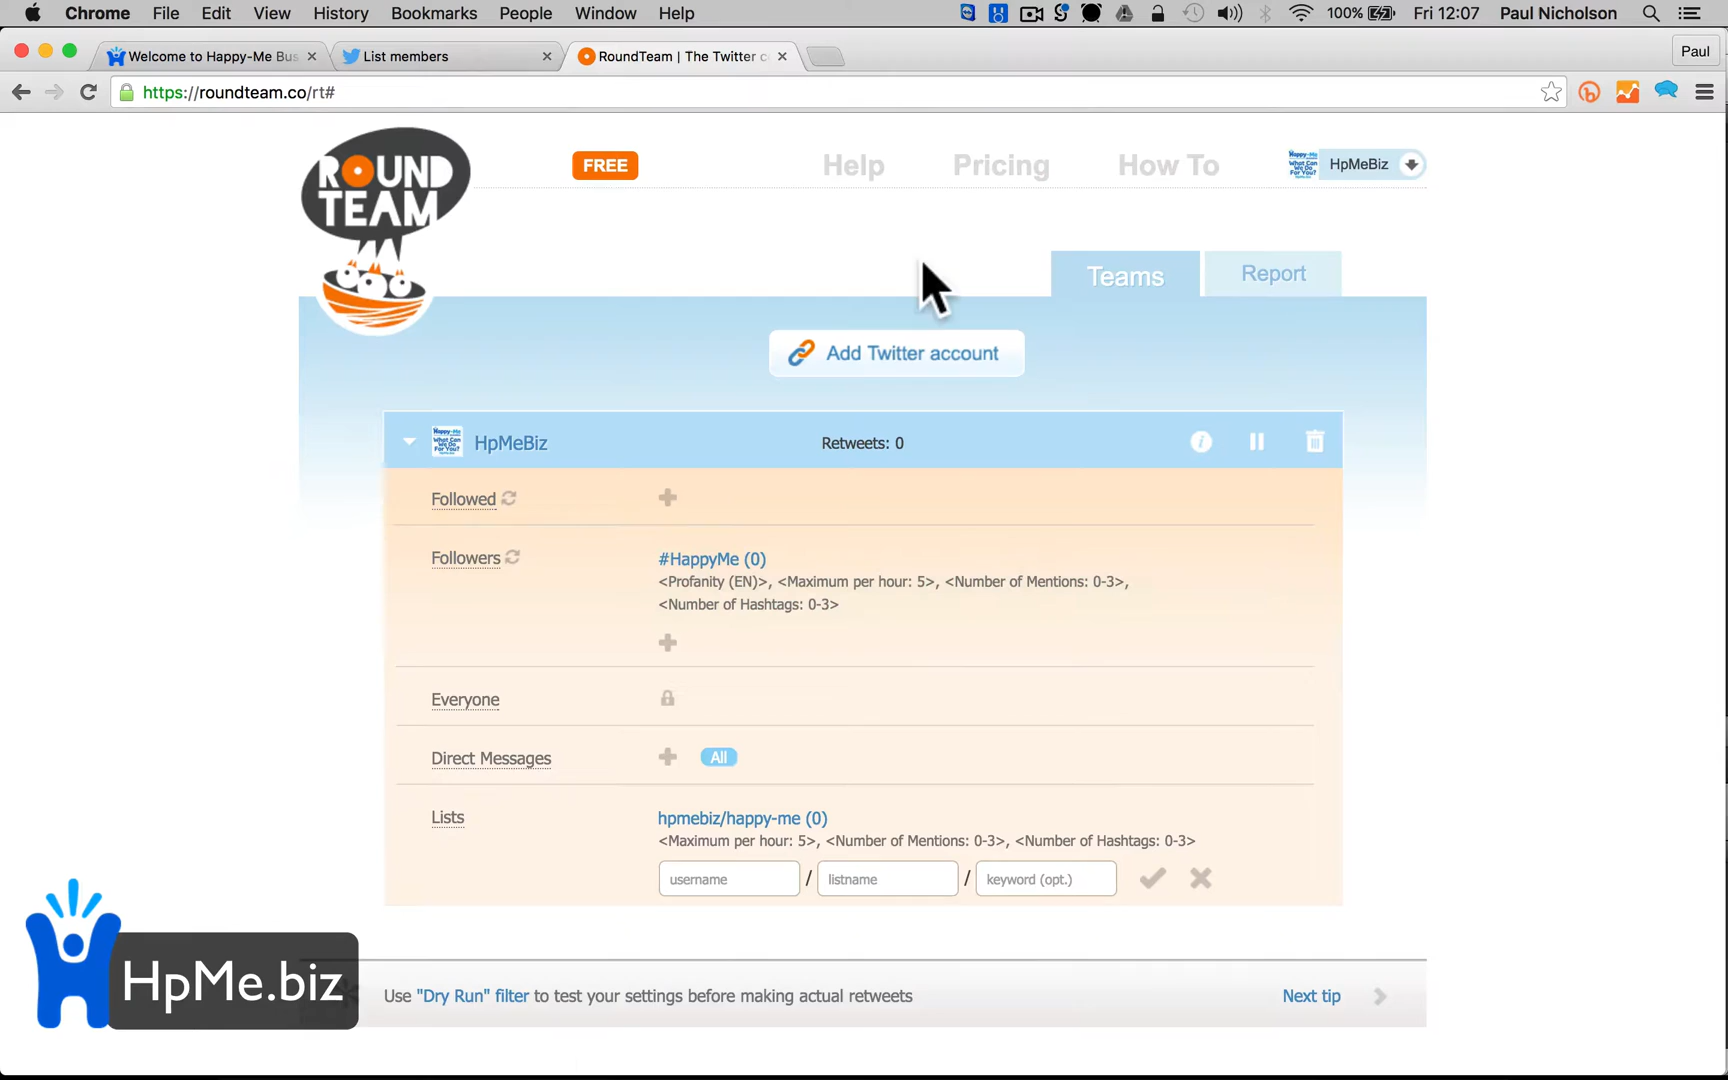 Chrome File Edit View History Bookmarks People Window Help 100% Fri 12:07 Paul Nicholson
Welcome to Happy-Me Bus List members RoundTeam | The Twitter c Paul
https://roundteam.co/rt#
ROUND TEAM
FREE Help Pricing How To HpMeBiz
Teams Report
Add Twitter account
HpMeBiz Retweets: 0
Followed
Followers #HappyMe (0)
<Profanity (EN)>, <Maximum per hour: 5>, <Number of Mentions: 0-3>,
<Number of Hashtags: 0-3>
Everyone
Direct Messages All
Lists hpmebiz/happy-me (0)
<Maximum per hour: 5>, <Number of Mentions: 0-3>, <Number of Hashtags: 0-3>
username / listname / keyword (opt.)
HpMe.biz
Use "Dry Run" filter to test your settings before making actual retweets Next tip